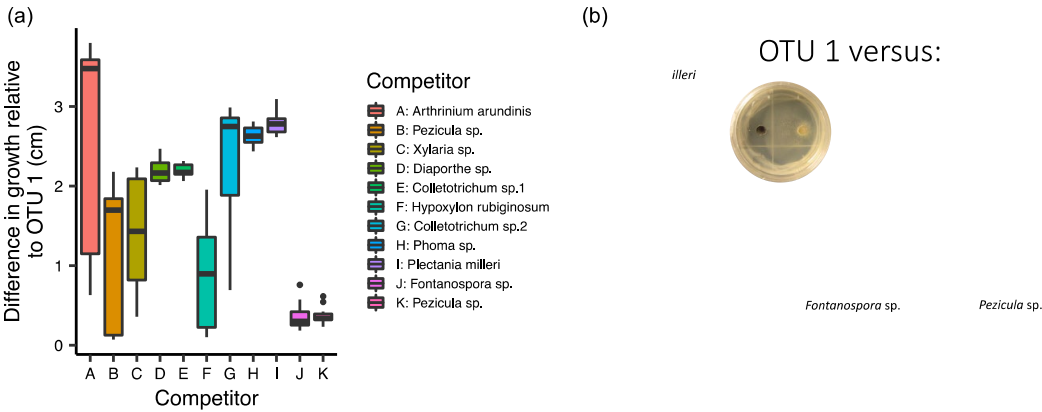 (a)
Difference in growth relative
to OTU 1 (cm)
3
2
1
0
A B C D E F G H I J K
Competitor
Competitor
A: Arthrinium arundinis
B: Pezicula sp.
C: Xylaria sp.
D: Diaporthe sp.
E: Colletotrichum sp.1
F: Hypoxylon rubiginosum
G: Colletotrichum sp.2
H: Phoma sp.
I: Plectania milleri
J: Fontanospora sp.
K: Pezicula sp.
(b)
OTU 1 versus:
illeri
Fontanospora sp.
Pezicula sp.